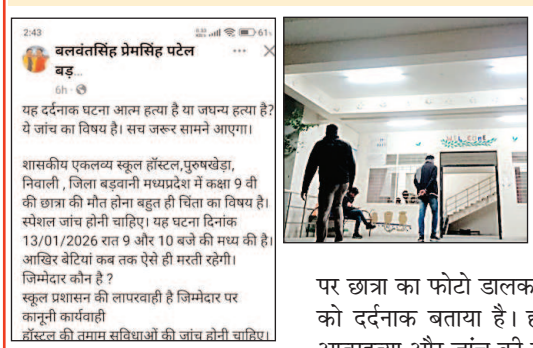 2:43
61
बलवंतसिंह प्रेमसिंह पटेल
बड़...
6h
यह दर्दनाक घटना आत्म हत्या है या जघन्य हत्या है?
ये जांच का विषय है। सच जरूर सामने आएगा।
शासकीय एकलव्य स्कूल हॉस्टल,पुरुषखेड़ा,
निवाली , जिला बड़वानी मध्यप्रदेश में कक्षा 9 वी
की छात्रा की मौत होना बहुत ही चिंता का विषय है।
स्पेशल जांच होनी चाहिए। यह घटना दिनांक
13/01/2026 रात 9 और 10 बजे की मध्य की है।
आखिर बेटियां कब तक ऐसे ही मरती रहेगी।
जिम्मेदार कौन है ?
स्कूल प्रशासन की लापरवाही है जिम्मेदार पर
कानूनी कार्यवाही
हॉस्टल की तमाम सुविधाओं की जांच होनी चाहिए।
WELCOME
पर छात्रा का फोटो डालक
को दर्दनाक बताया है। ह